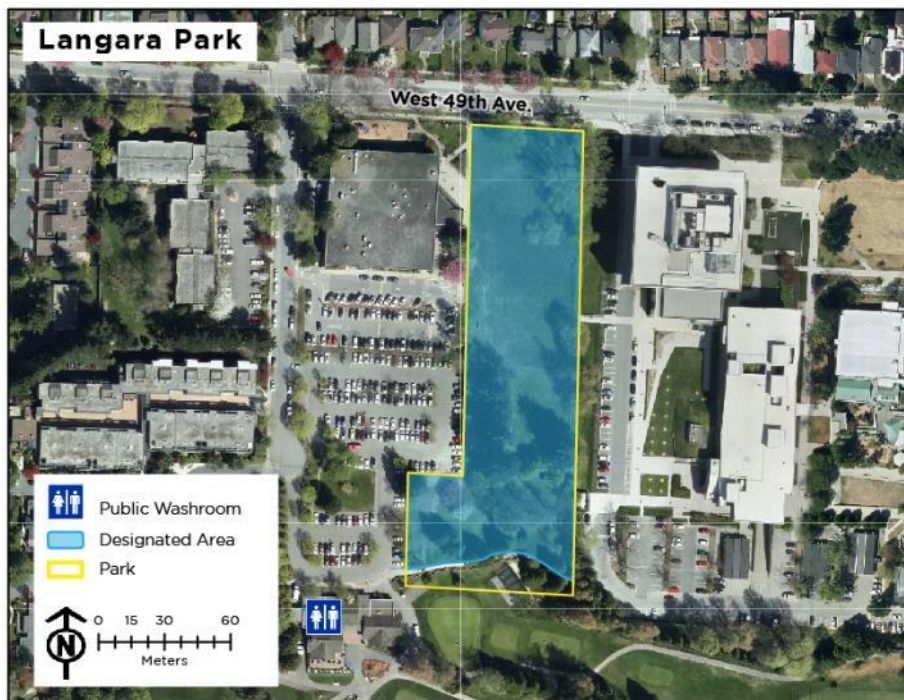 Langara Park
West 49th Ave.
Public Washroom
Designated Area
Park
N
0 15 30 60
Meters